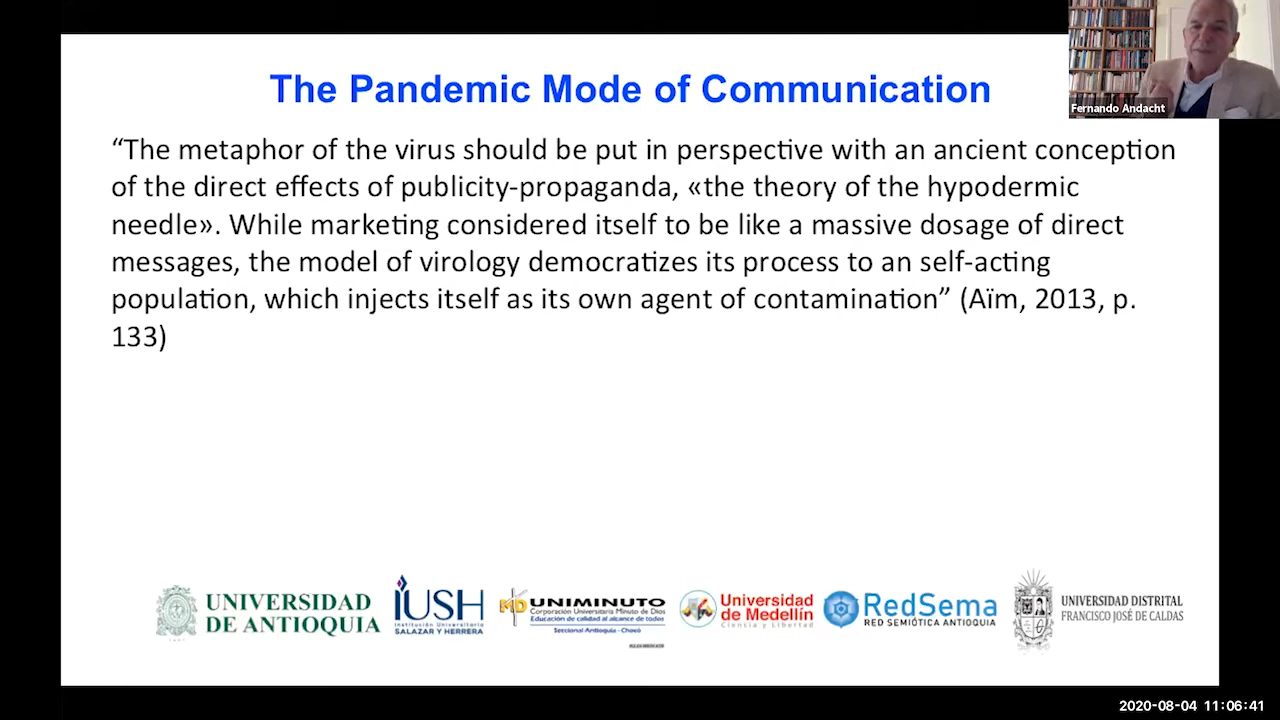 The Pandemic Mode of Communication
Fernando Andacht
“The metaphor of the virus should be put in perspective with an ancient conception
of the direct effects of publicity-propaganda, «the theory of the hypodermic
needle». While marketing considered itself to be like a massive dosage of direct
messages, the model of virology democratizes its process to an self-acting
population, which injects itself as its own agent of contamination” (Aïm, 2013, p.
133)
UNIVERSIDAD
DE ANTIOQUIA
IUSH
Institución Universitaria
SALAZAR Y HERRERA
MD UNIMINUTO
Corporación Universitaria Minuto de Dios
Educación de calidad al alcance de todos
Seccional Antioquia - Chocó
Universidad
de Medellín
Ciencia y Libertad
RedSema
RED SEMIÓTICA ANTIOQUIA
UNIVERSIDAD DISTRITAL
FRANCISCO JOSÉ DE CALDAS
2020-08-04 11:06:41